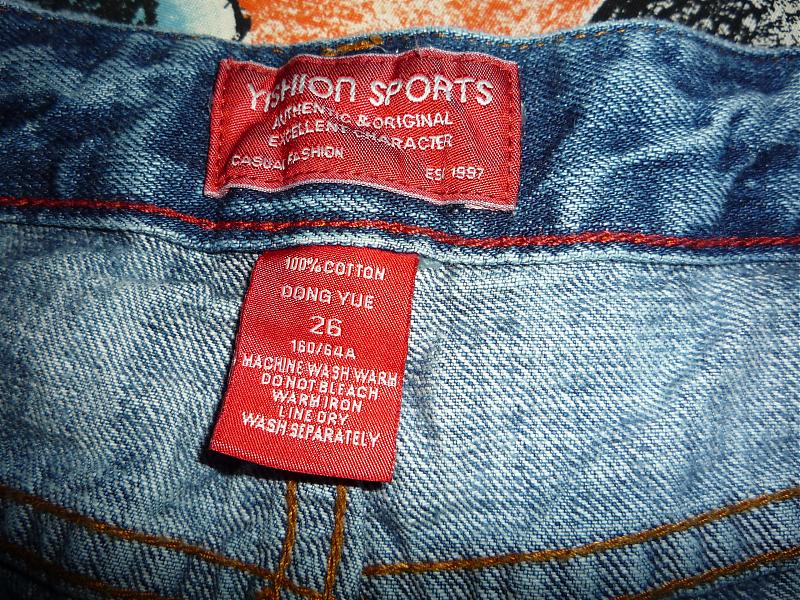 YISHION SPORTS
AUTHENTIC & ORIGINAL
EXCELLENT CHARACTER
CASUAL FASHION
EST 1997
100% COTTON
DONG YUE
26
160/64A
MACHINE WASH WARM
DO NOT BLEACH
WARM IRON
LINE DRY
WASH SEPARATELY